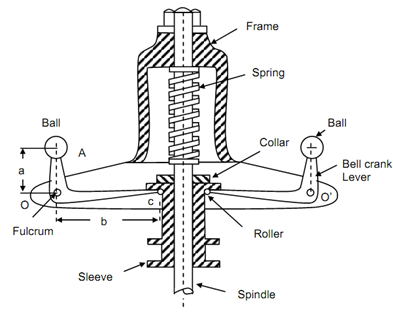 Frame
Spring
Ball
Ball
A
Collar
a
Bell crank
Lever
O
c
O'
Fulcrum
b
Roller
Sleeve
Spindle